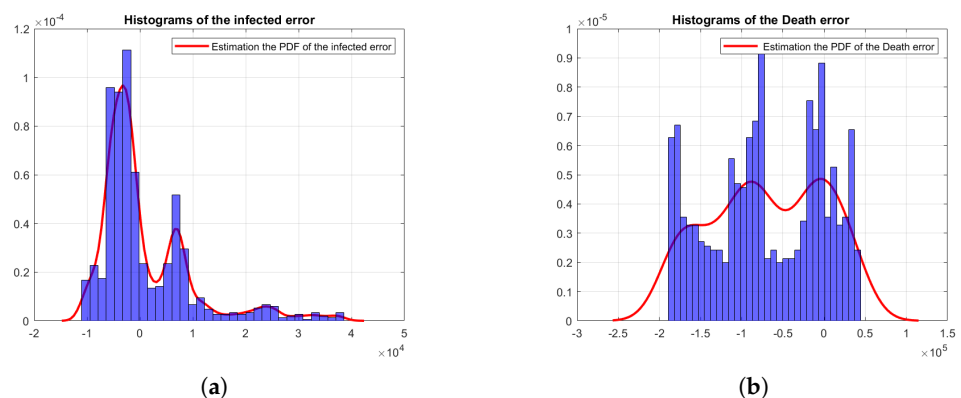 Histograms of the infected error
1.2 ×10⁻⁴
Estimation the PDF of the infected error
1
0.8
0.6
0.4
0.2
0
-2 -1 0 1 2 3 4 5
×10⁴
(a)
Histograms of the Death error
1 ×10⁻⁵
Estimation the PDF of the Death error
0.9
0.8
0.7
0.6
0.5
0.4
0.3
0.2
0.1
0
-3 -2.5 -2 -1.5 -1 -0.5 0 0.5 1 1.5
×10⁵
(b)